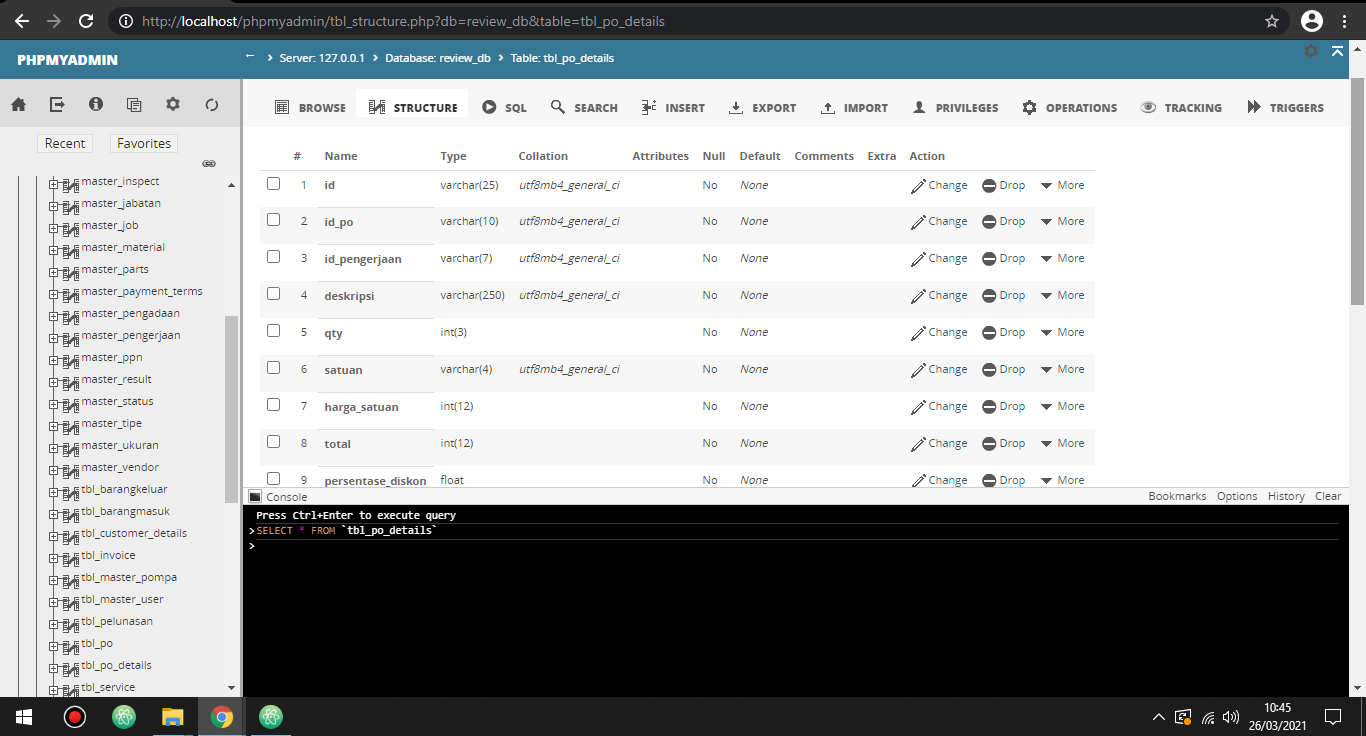 http://localhost/phpmyadmin/tbl_structure.php?db=review_db&table=tbl_po_details
PHPMYADMIN
Server: 127.0.0.1 Database: review_db Table: tbl_po_details
BROWSE STRUCTURE SQL SEARCH INSERT EXPORT IMPORT PRIVILEGES OPERATIONS TRACKING TRIGGERS
Recent Favorites
master_inspect
master_jabatan
master_job
master_material
master_parts
master_payment_terms
master_pengadaan
master_pengerjaan
master_ppn
master_result
master_status
master_tipe
master_ukuran
master_vendor
tbl_barangkeluar
tbl_barangmasuk
tbl_customer_details
tbl_invoice
tbl_master_pompa
tbl_master_user
tbl_pelunasan
tbl_po
tbl_po_details
tbl_service
# Name Type Collation Attributes Null Default Comments Extra Action
1 id varchar(25) utf8mb4_general_ci No None Change Drop More
2 id_po varchar(10) utf8mb4_general_ci No None Change Drop More
3 id_pengerjaan varchar(7) utf8mb4_general_ci No None Change Drop More
4 deskripsi varchar(250) utf8mb4_general_ci No None Change Drop More
5 qty int(3) No None Change Drop More
6 satuan varchar(4) utf8mb4_general_ci No None Change Drop More
7 harga_satuan int(12) No None Change Drop More
8 total int(12) No None Change Drop More
9 persentase_diskon float No None Change Drop More
Console Bookmarks Options History Clear
Press Ctrl+Enter to execute query
>SELECT * FROM `tbl_po_details`
>
10:45
26/03/2021